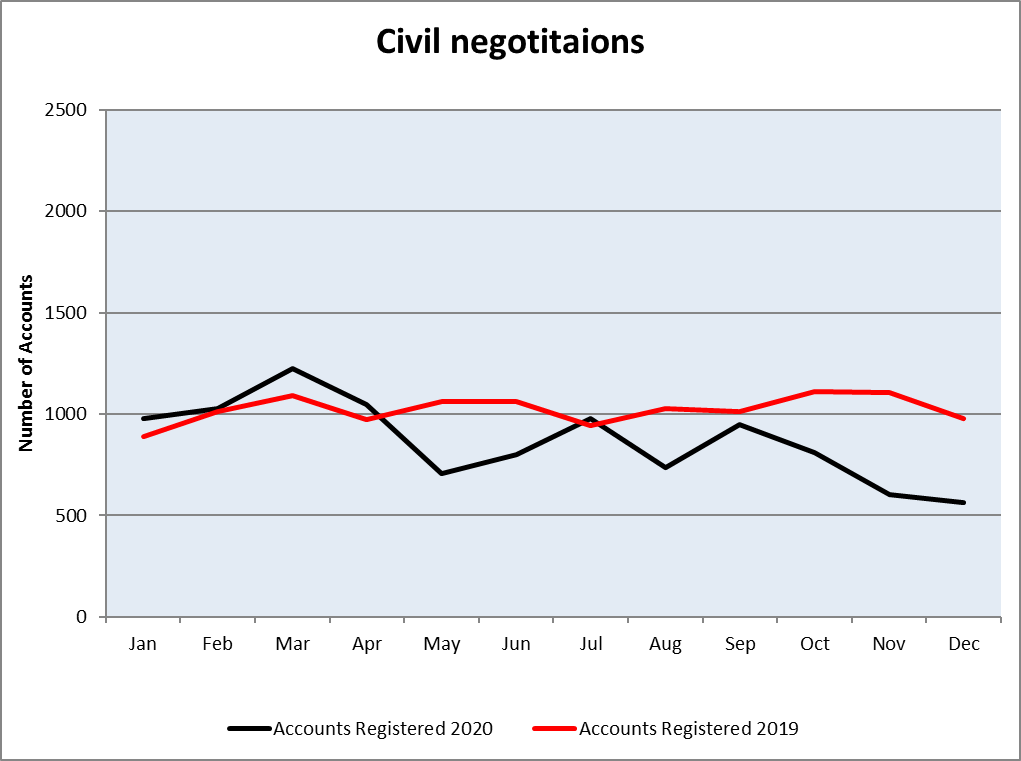 Civil negotitaions
2500
2000
1500
1000
500
0
Number of Accounts
Jan Feb Mar Apr May Jun Jul Aug Sep Oct Nov Dec
Accounts Registered 2020 Accounts Registered 2019